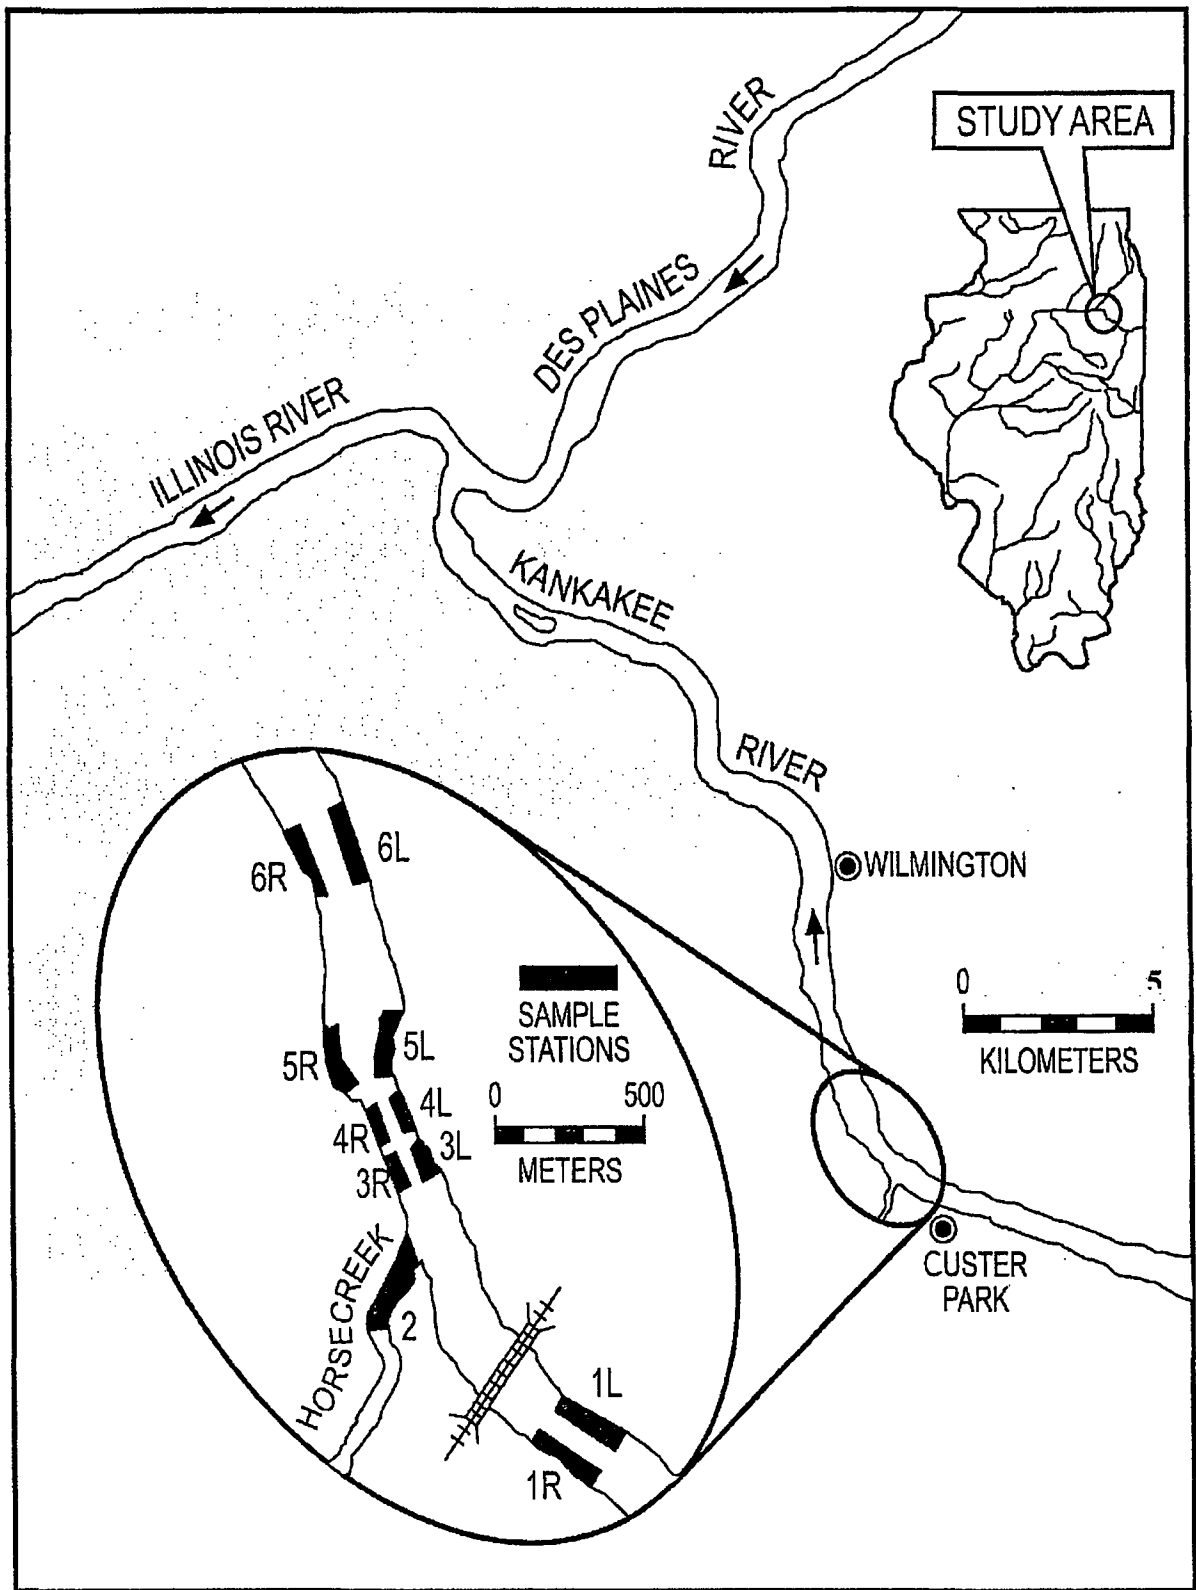 STUDY AREA
RIVER
DES PLAINES
ILLINOIS RIVER
KANKAKEE
RIVER
WILMINGTON
0 5
KILOMETERS
CUSTER
PARK
6L
6R
SAMPLE
STATIONS
5L
5R
0 500
METERS
4L
4R
3L
3R
HORSECREEK
2
1L
1R